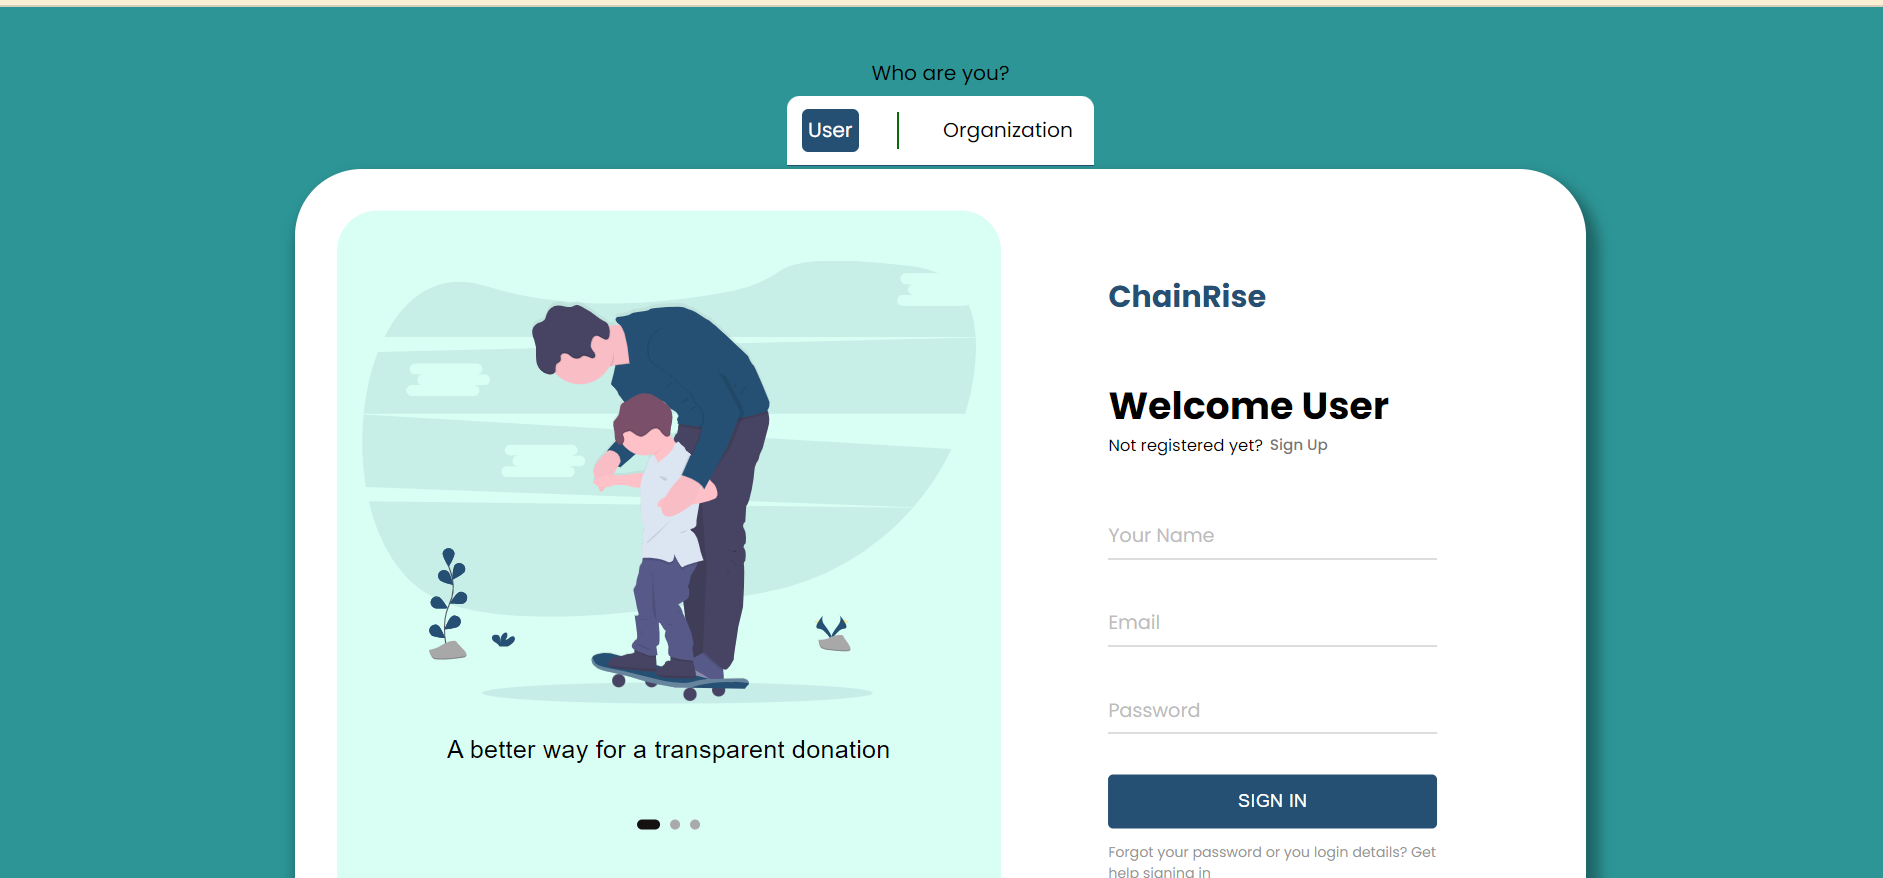 Who are you?
User
Organization
ChainRise
Welcome User
Not registered yet? Sign Up
Your Name
Email
Password
SIGN IN
Forgot your password or you login details? Get
help signing in
A better way for a transparent donation